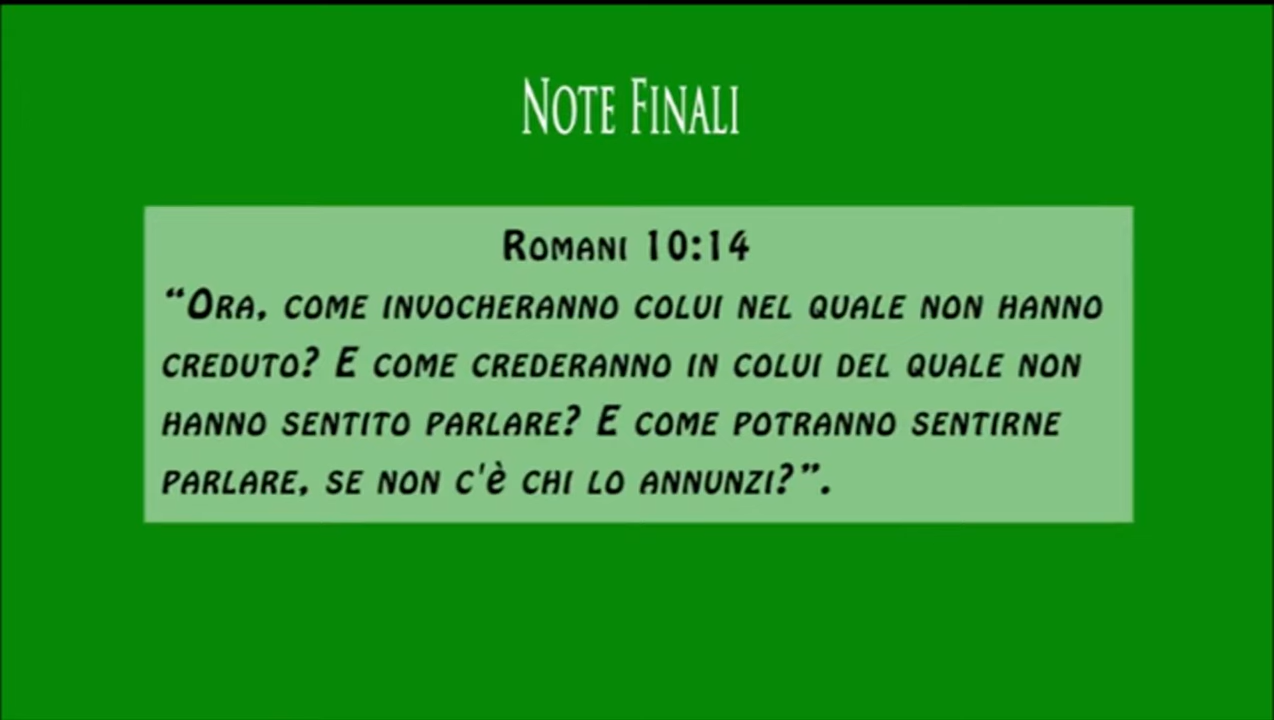 Note Finali
Romani 10:14
“Ora, come invocheranno colui nel quale non hanno
creduto? E come crederanno in colui del quale non
hanno sentito parlare? E come potranno sentirne
parlare, se non c'è chi lo annunzi?”.